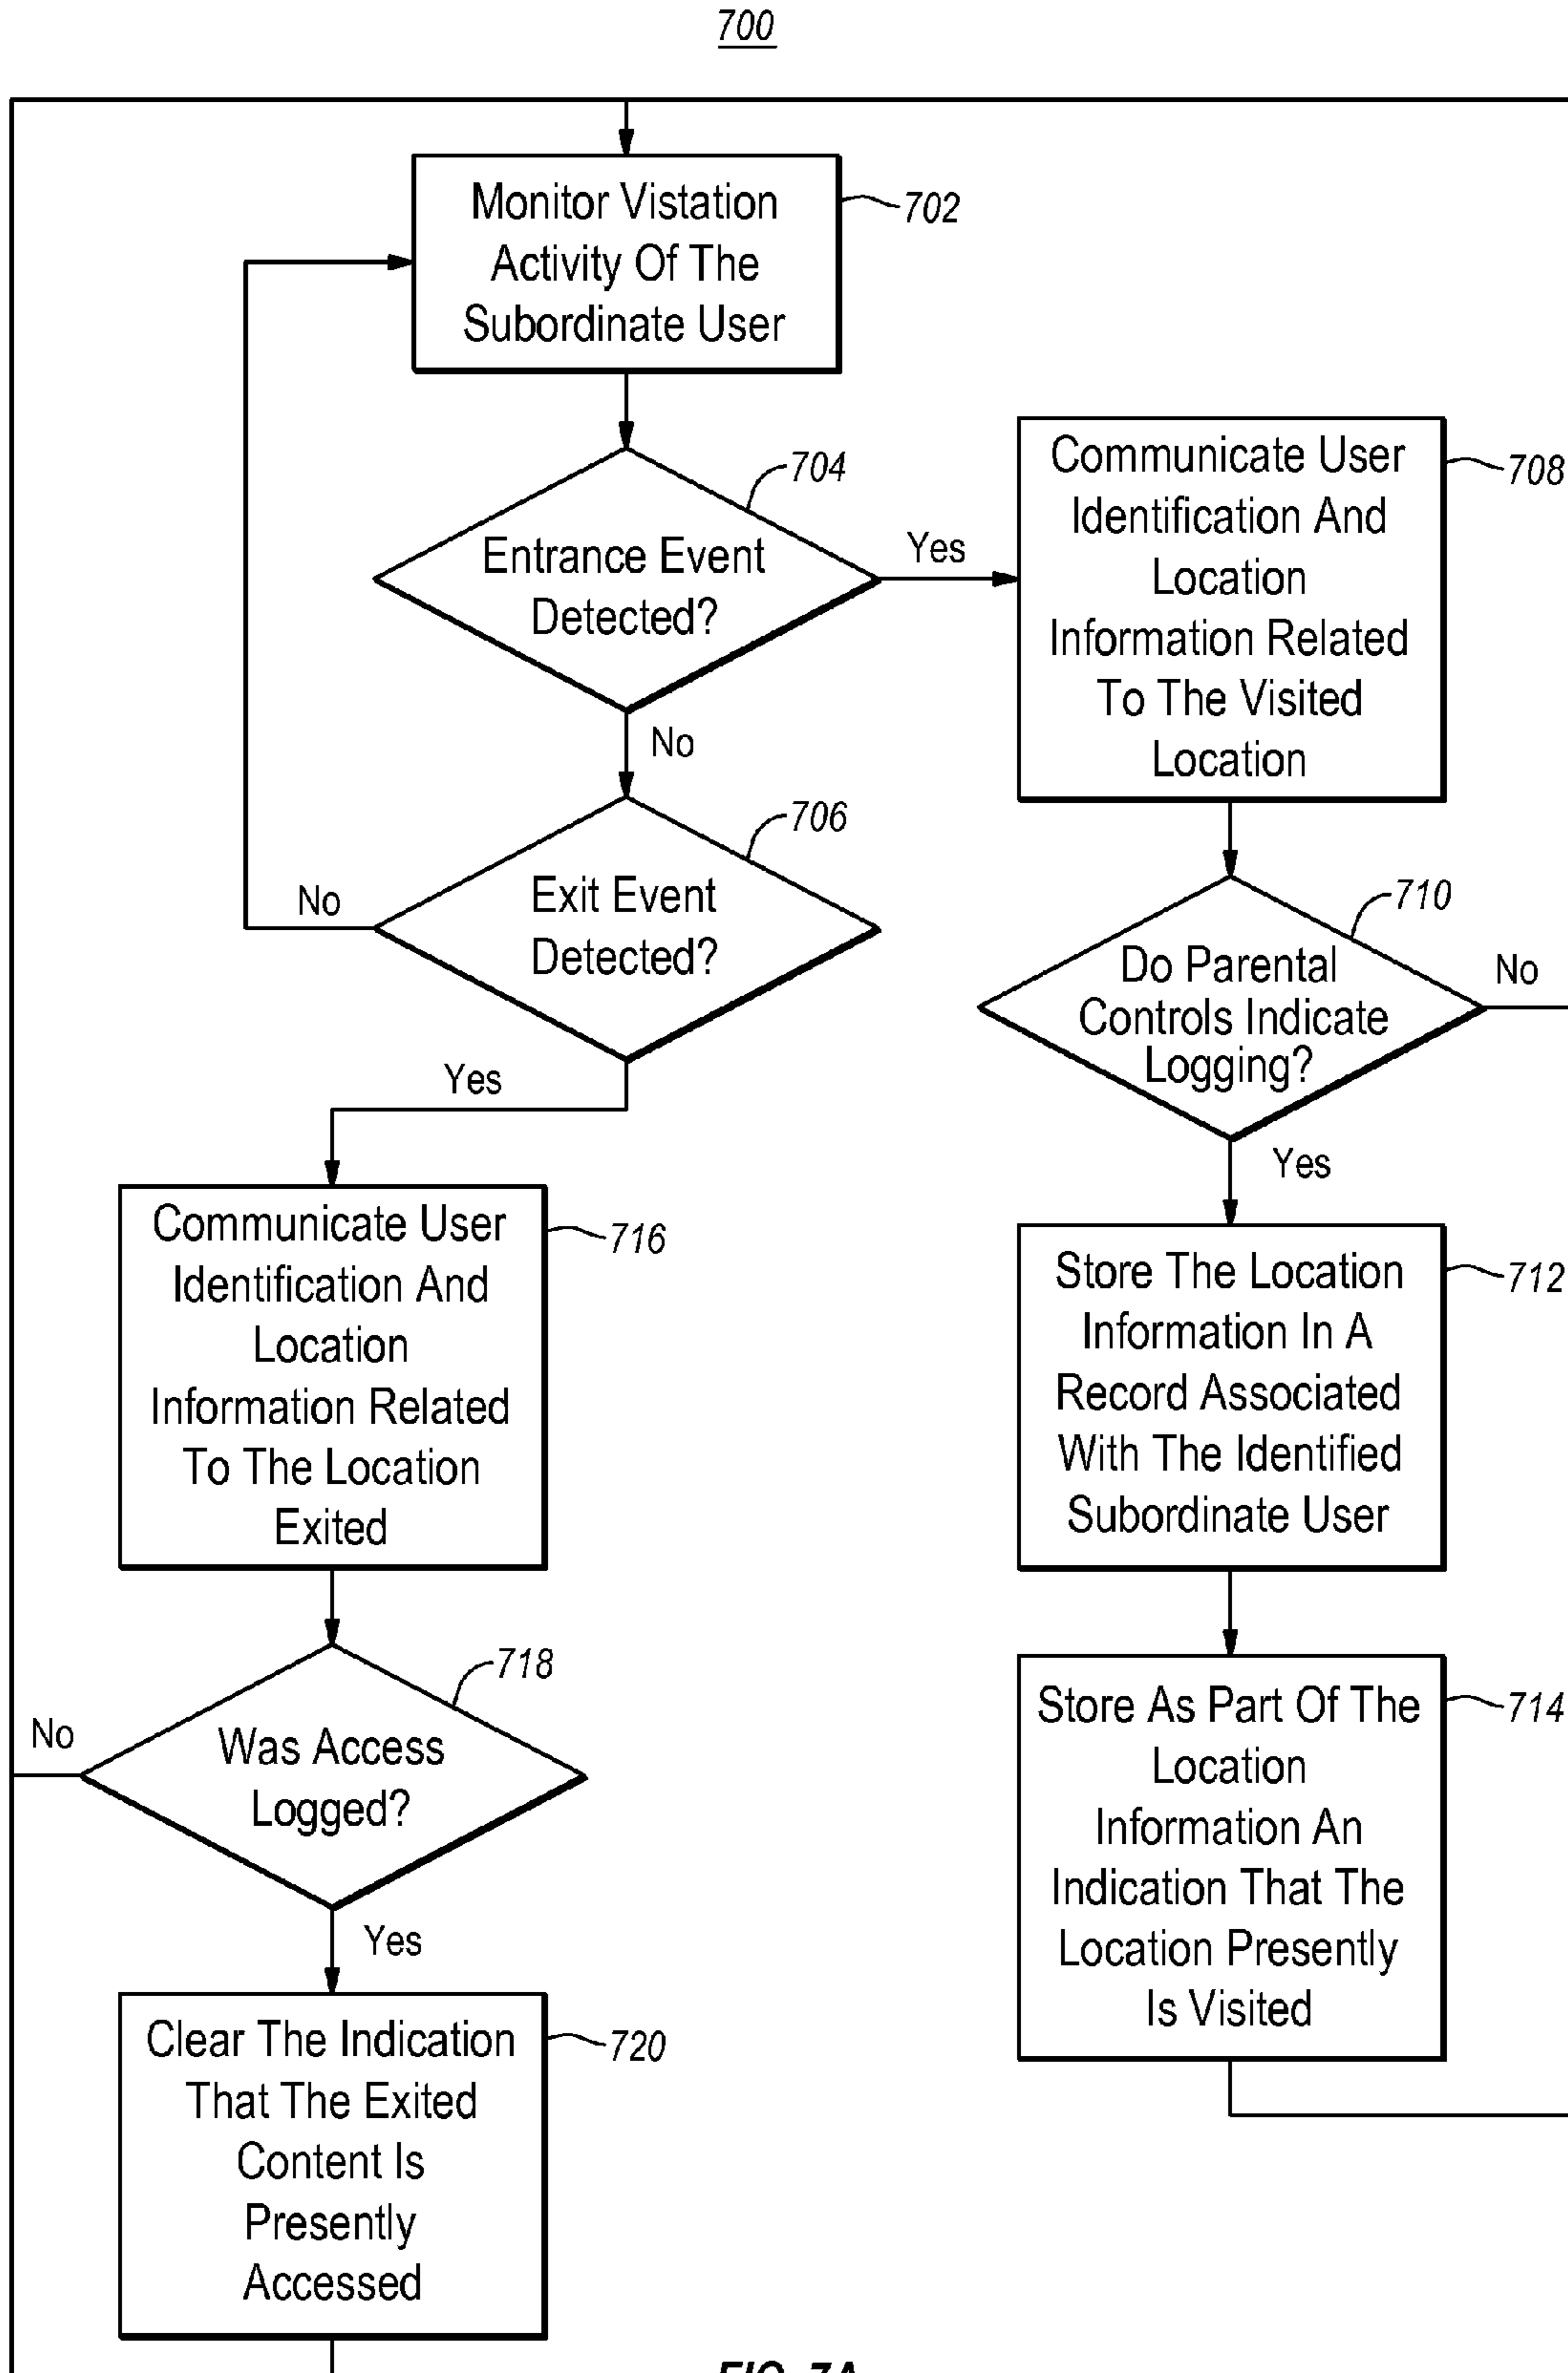 700
Monitor Vistation
Activity Of The
Subordinate User
702
Entrance Event
Detected?
704
Yes
No
Communicate User
Identification And
Location
Information Related
To The Visited
Location
708
Exit Event
Detected?
706
No
Yes
Do Parental
Controls Indicate
Logging?
710
No
Yes
Communicate User
Identification And
Location
Information Related
To The Location
Exited
716
Store The Location
Information In A
Record Associated
With The Identified
Subordinate User
712
Was Access
Logged?
718
No
Yes
Store As Part Of The
Location
Information An
Indication That The
Location Presently
Is Visited
714
Clear The Indication
That The Exited
Content Is
Presently
Accessed
720
FIG. 7A